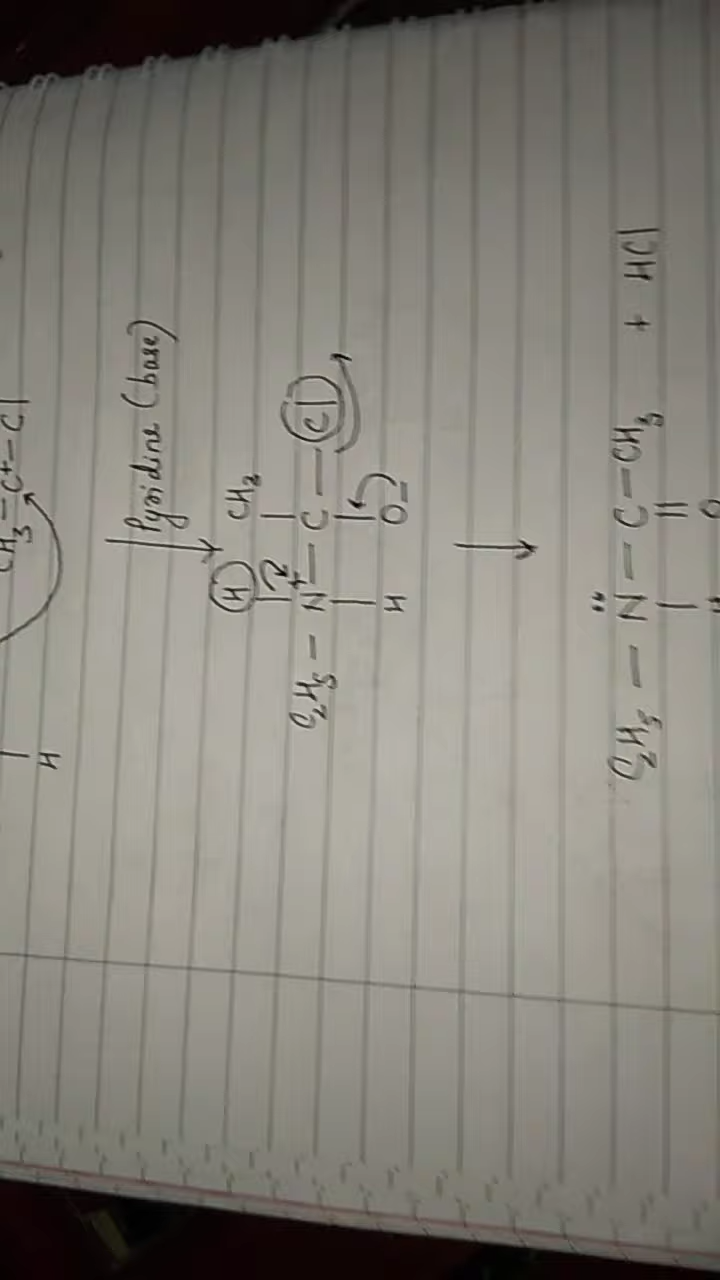 H
CH3 – C+ – Cl
Pyridine (base)
H CH3
C2H5 – N+ – C – Cl
H O–
C2H5 – N̈ – C – CH3 + HCl
O